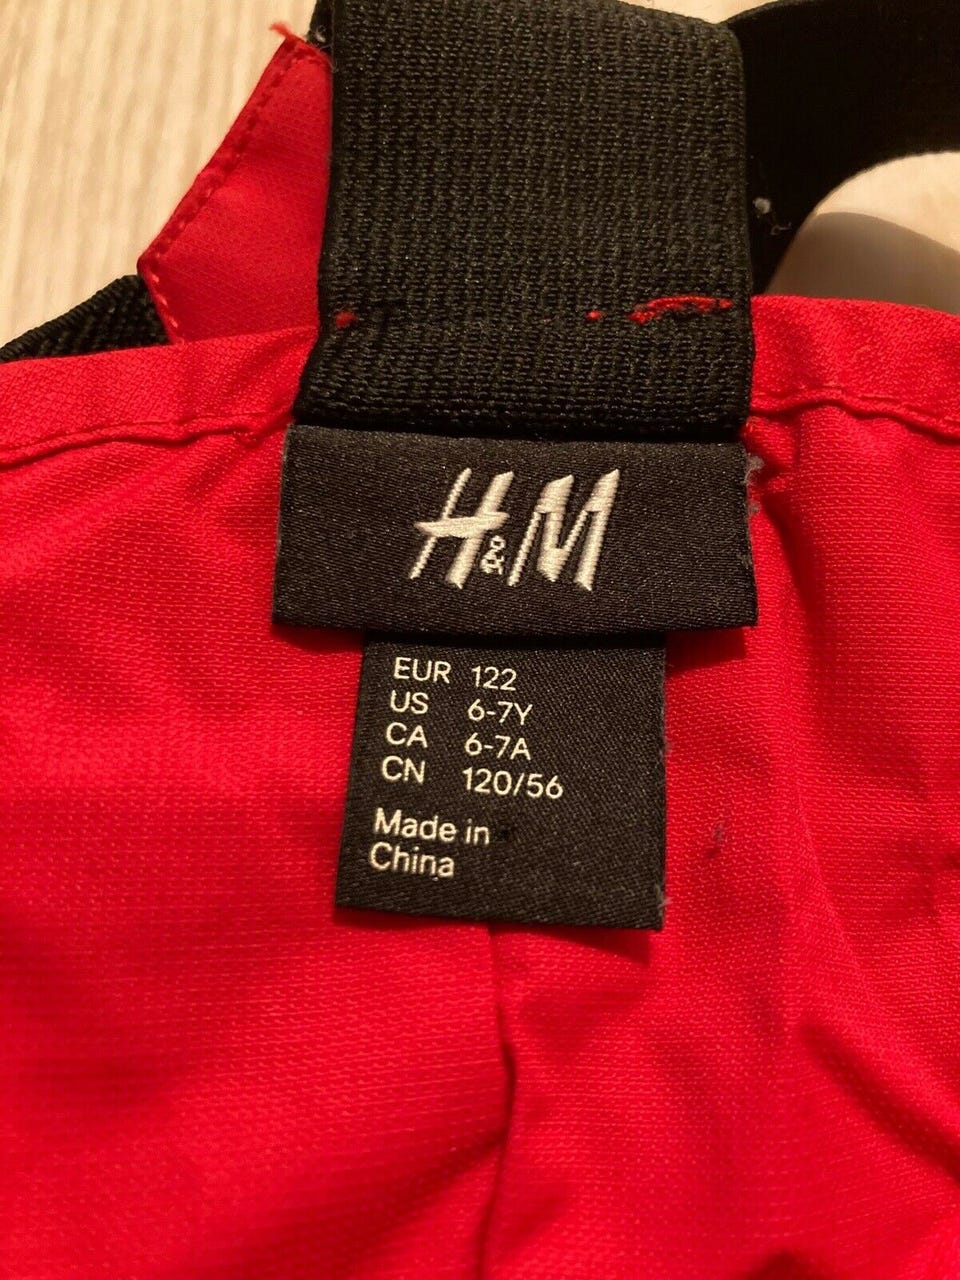 H&M
EUR 122
US 6-7Y
CA 6-7A
CN 120/56
Made in
China